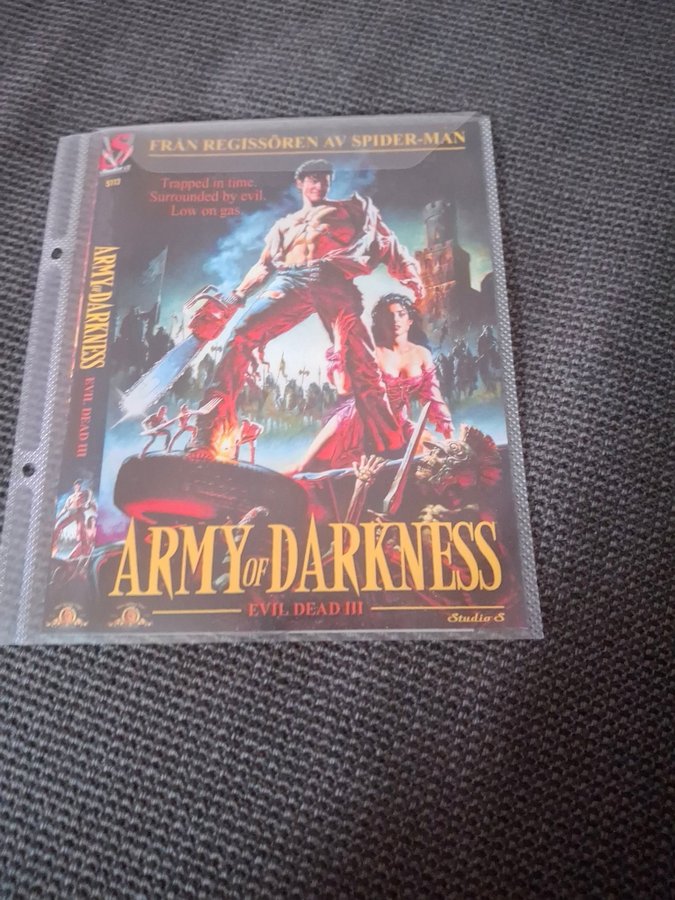 S
5113
FRÅN REGISSÖREN AV SPIDER-MAN
Trapped in time.
Surrounded by evil.
Low on gas.
ARMY OF DARKNESS
EVIL DEAD III
ARMY OF DARKNESS
EVIL DEAD III
Studio S